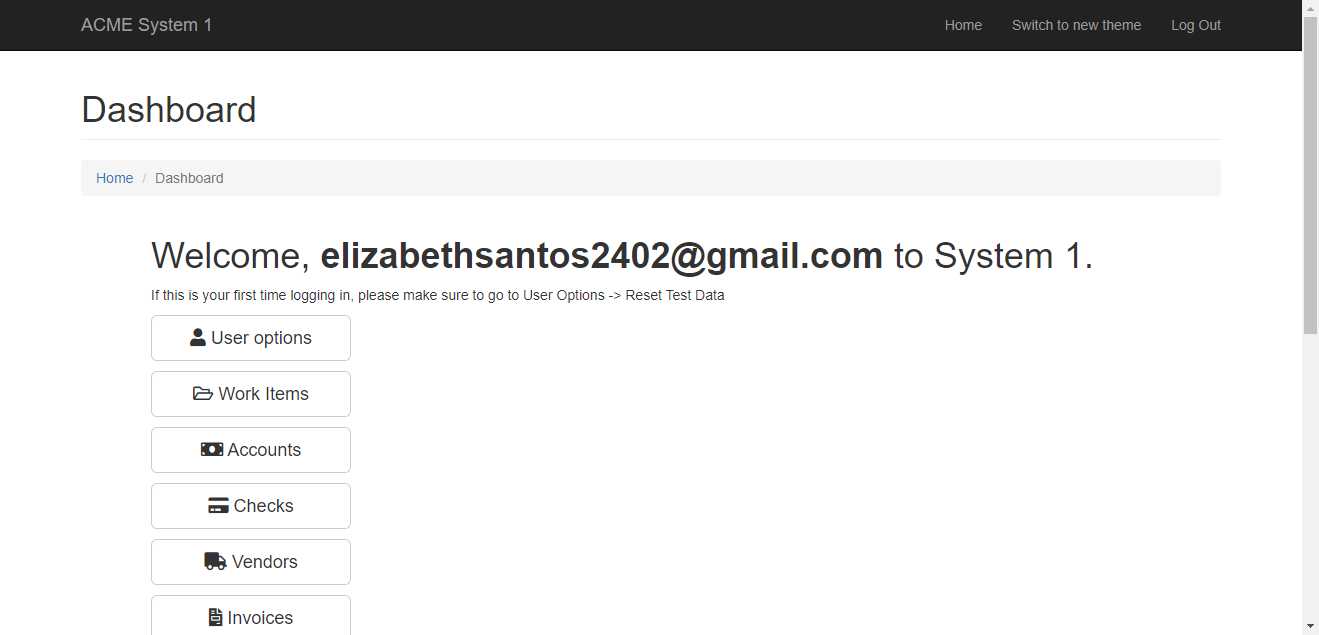 ACME System 1
Home
Switch to new theme
Log Out
Dashboard
Home / Dashboard
Welcome, elizabethsantos2402@gmail.com to System 1.
If this is your first time logging in, please make sure to go to User Options -> Reset Test Data
User options
Work Items
Accounts
Checks
Vendors
Invoices